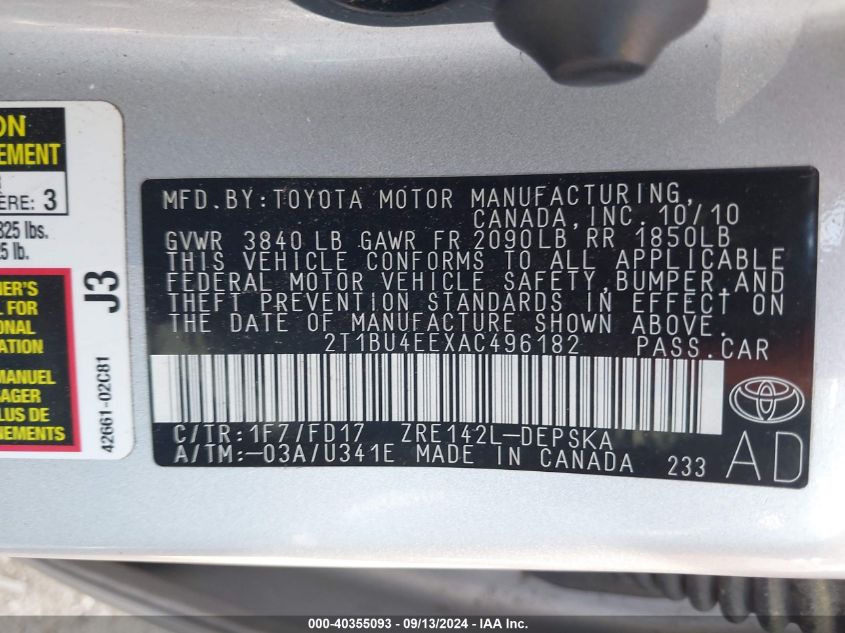 ON
EMENT
ÈRE: 3
825 lbs.
5 lb.
ER'S
L FOR
ONAL
ATION
MANUEL
AGER
LUS DE
NEMENTS
J3
42661-02C81
MFD. BY: TOYOTA MOTOR MANUFACTURING,
CANADA, INC. 10/10
GVWR 3840 LB GAWR FR 2090LB RR 1850LB
THIS VEHICLE CONFORMS TO ALL APPLICABLE
FEDERAL MOTOR VEHICLE SAFETY, BUMPER, AND
THEFT PREVENTION STANDARDS IN EFFECT ON
THE DATE OF MANUFACTURE SHOWN ABOVE.
2T1BU4EEXAC496182 PASS. CAR
C/TR: 1F7/FD17 ZRE142L-DEPSKA
A/TM: -03A/U341E MADE IN CANADA 233
AD
000-40355093 - 09/13/2024 - IAA Inc.